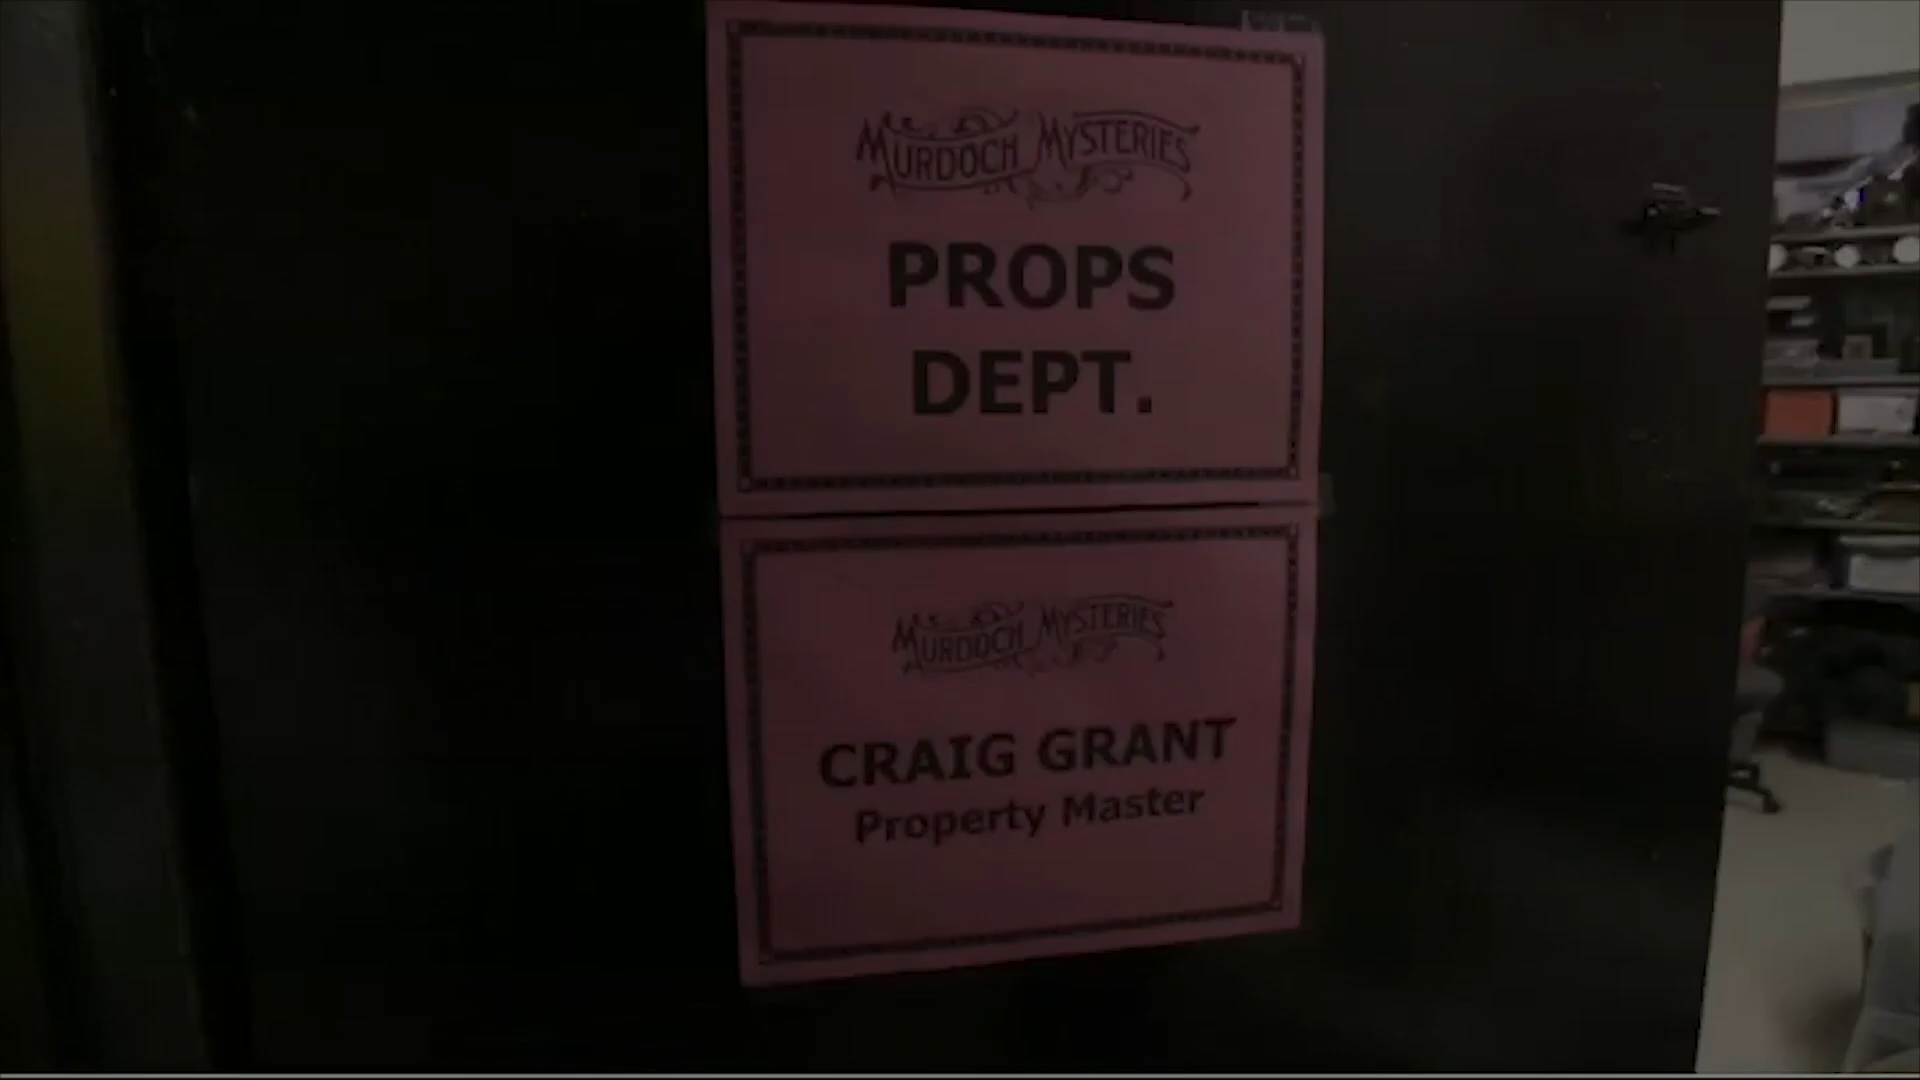 MURDOCH MYSTERIES
PROPS
DEPT.
MURDOCH MYSTERIES
CRAIG GRANT
Property Master